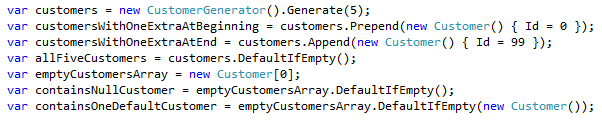 var customers = new CustomerGenerator().Generate(5);
var customersWithOneExtraAtBeginning = customers.Prepend(new Customer() { Id = 0 });
var customersWithOneExtraAtEnd = customers.Append(new Customer() { Id = 99 });
var allFiveCustomers = customers.DefaultIfEmpty();
var emptyCustomersArray = new Customer[0];
var containsNullCustomer = emptyCustomersArray.DefaultIfEmpty();
var containsOneDefaultCustomer = emptyCustomersArray.DefaultIfEmpty(new Customer());